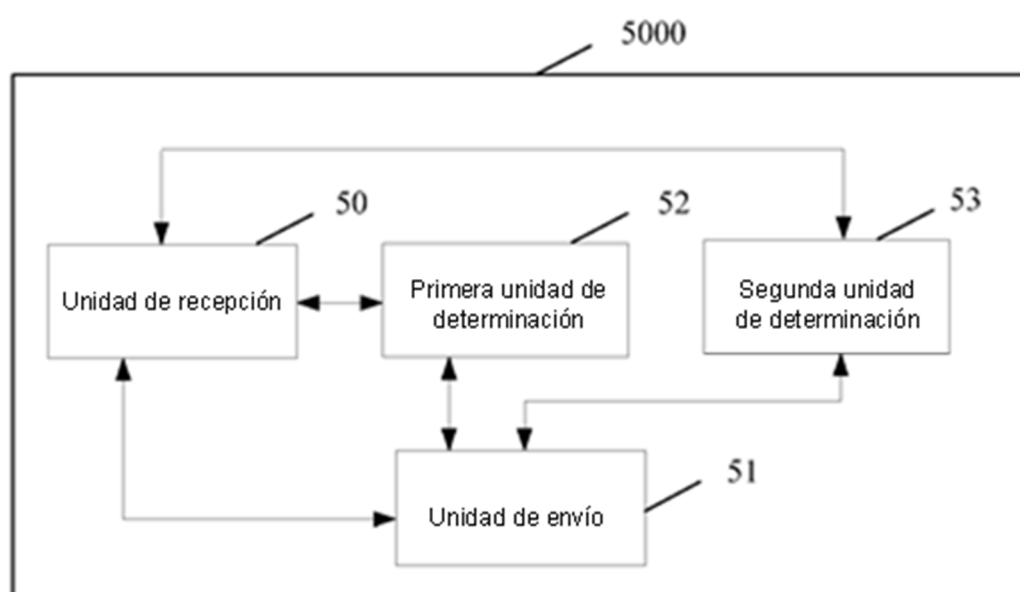 5000
50
52
53
Unidad de recepción
Primera unidad de
determinación
Segunda unidad
de determinación
51
Unidad de envío